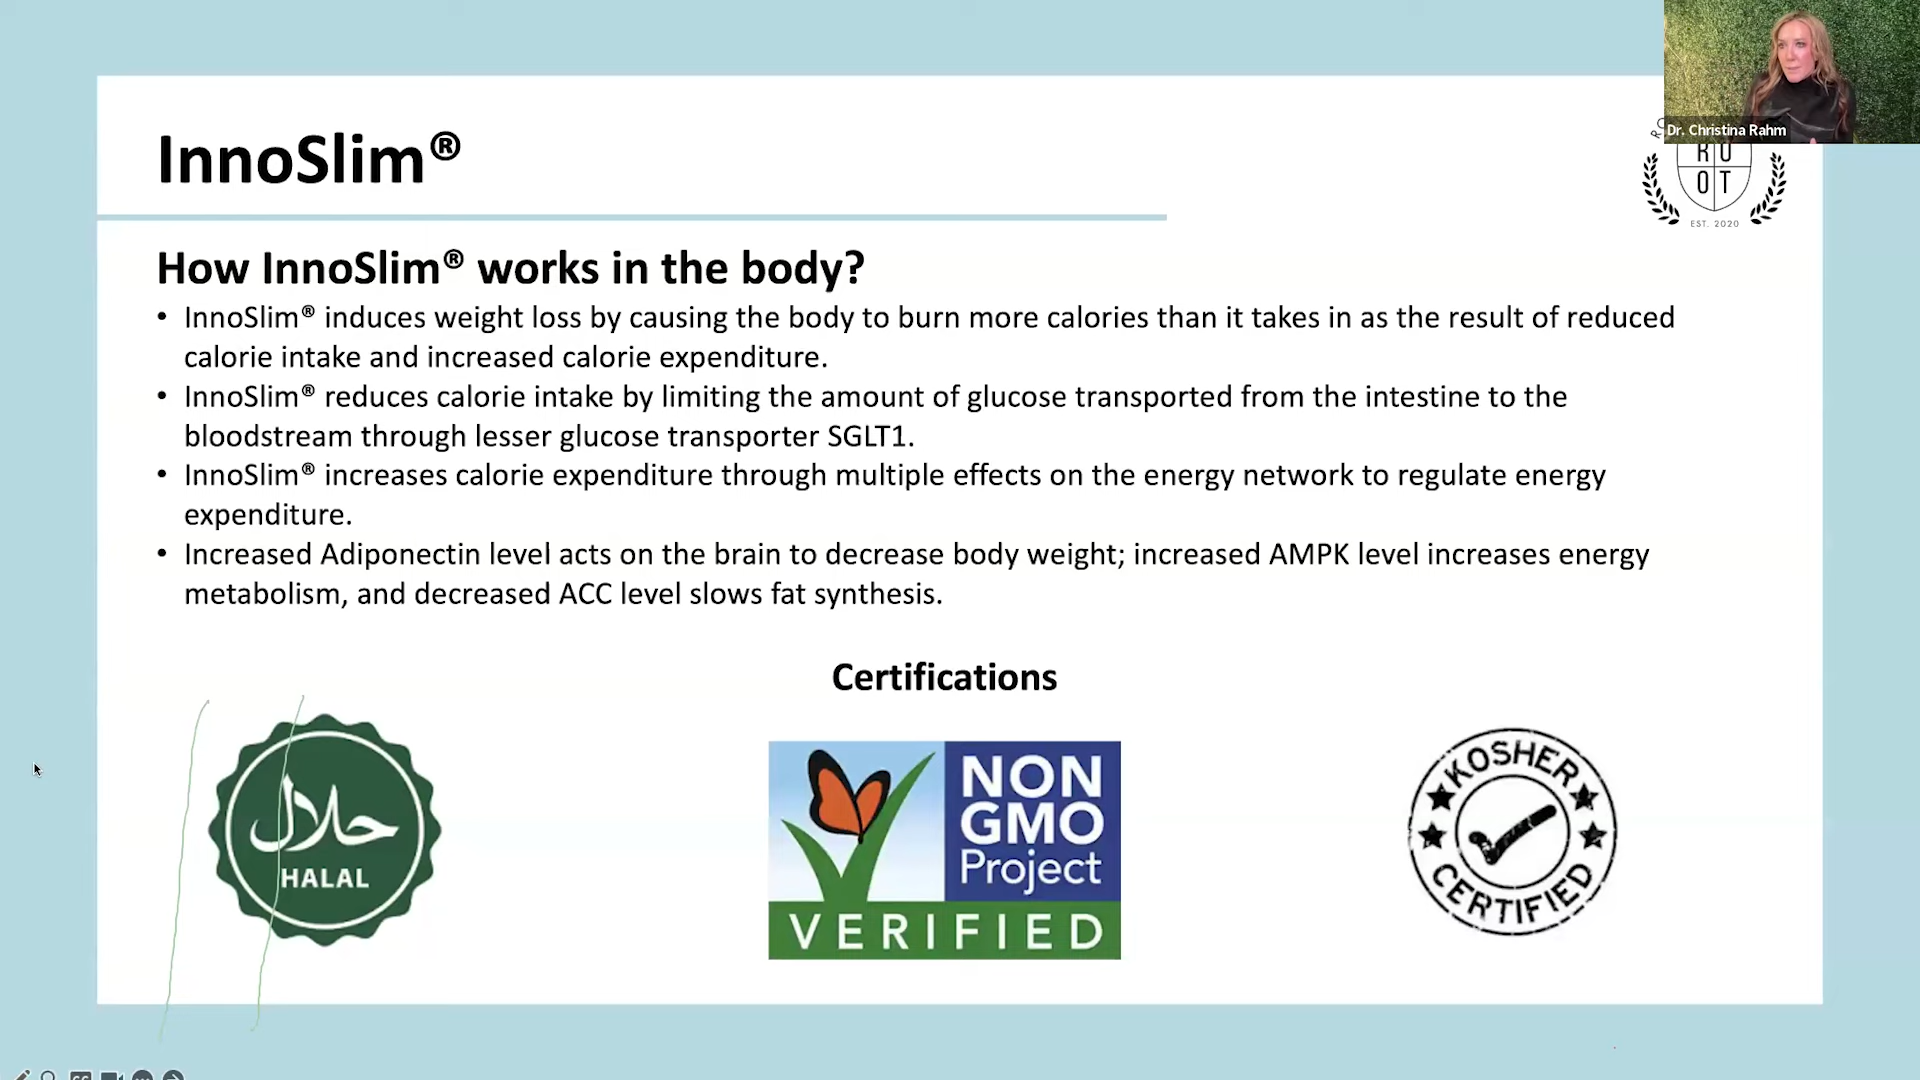 Dr. Christina Rahm
InnoSlim®
R U
O T
EST. 2020
How InnoSlim® works in the body?
• InnoSlim® induces weight loss by causing the body to burn more calories than it takes in as the result of reduced
calorie intake and increased calorie expenditure.
• InnoSlim® reduces calorie intake by limiting the amount of glucose transported from the intestine to the
bloodstream through lesser glucose transporter SGLT1.
• InnoSlim® increases calorie expenditure through multiple effects on the energy network to regulate energy
expenditure.
• Increased Adiponectin level acts on the brain to decrease body weight; increased AMPK level increases energy
metabolism, and decreased ACC level slows fat synthesis.
Certifications
حلال
HALAL
NON
GMO
Project
VERIFIED
KOSHER
CERTIFIED